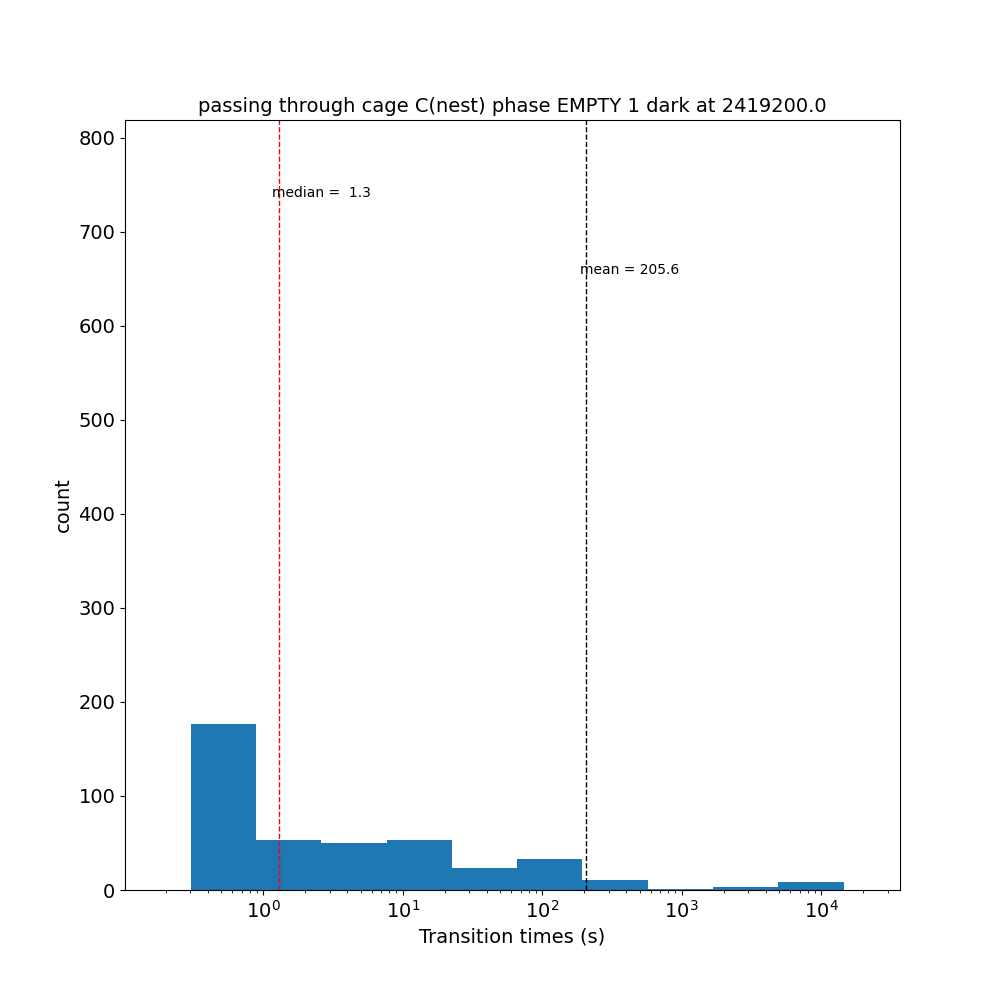 passing through cage C(nest) phase EMPTY 1 dark at 2419200.0
800
median =  1.3
700
mean = 205.6
600
500
count
400
300
200
100
0
10^0 10^1 10^2 10^3 10^4
Transition times (s)